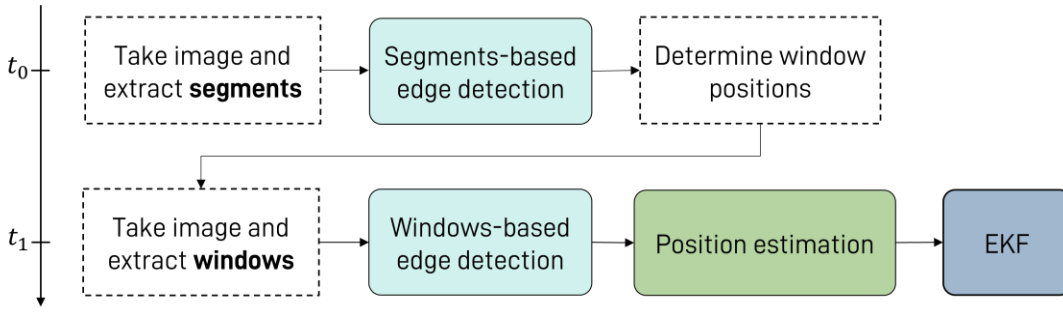 t₀
Take image and
extract segments
Segments-based
edge detection
Determine window
positions
t₁
Take image and
extract windows
Windows-based
edge detection
Position estimation
EKF